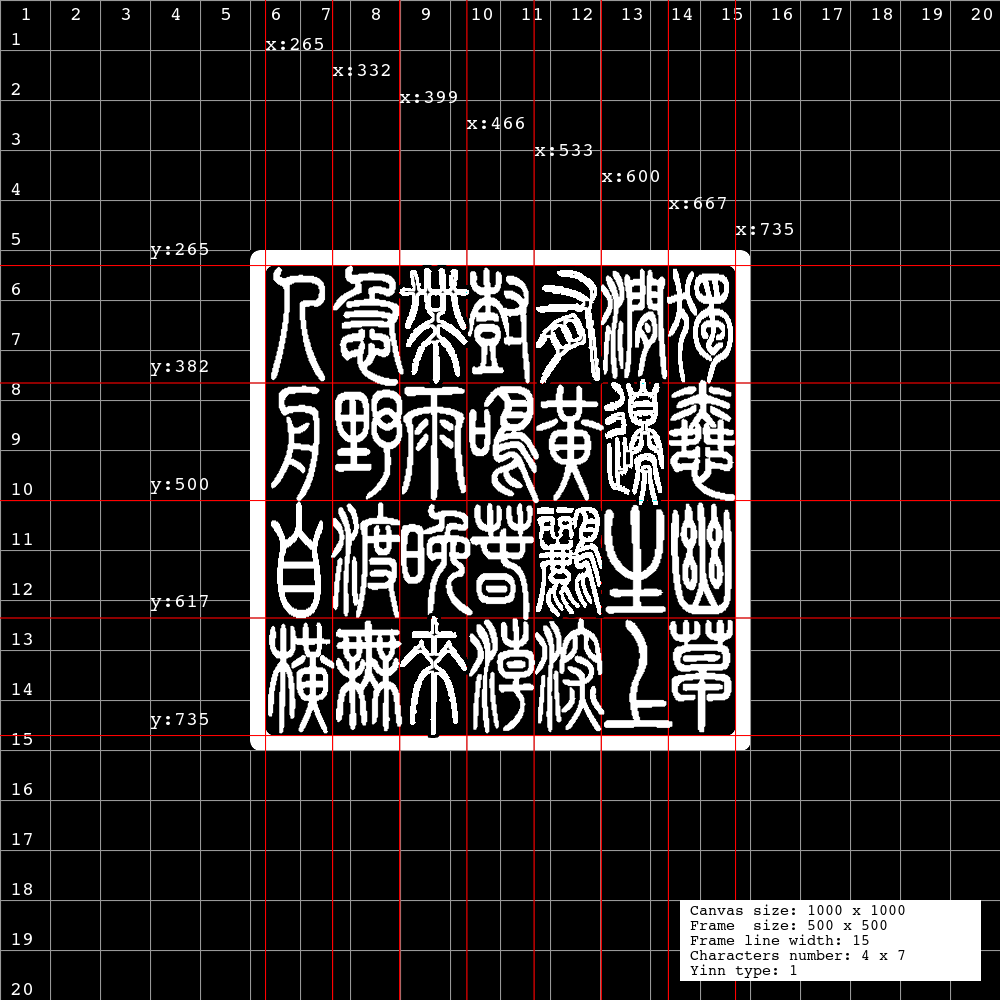 1 2 3 4 5 6 7 8 9 10 11 12 13 14 15 16 17 18 19 20
1
2
3
4
5
6
7
8
9
10
11
12
13
14
15
16
17
18
19
20
x:265
x:332
x:399
x:466
x:533
x:600
x:667
x:735
y:265
y:382
y:500
y:617
y:735
獨憐幽草
澗邊生上
有黃鸝深
樹鳴春潮
帶雨晚來
急野渡無
人舟自橫
Canvas size: 1000 x 1000
Frame  size: 500 x 500
Frame line width: 15
Characters number: 4 x 7
Yinn type: 1